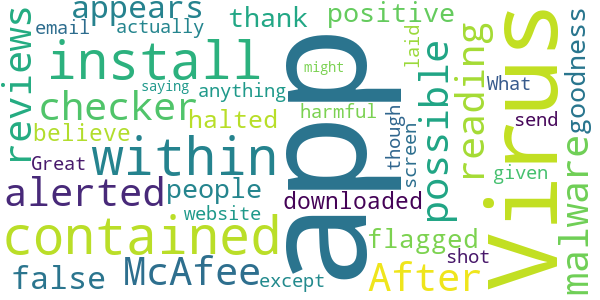 appears
thank
positive
email
actually
reviews
install
saying
anything
might
laid
reading
Virus
What
goodness
checker
believe
halted
harmful
possible
though
screen
send
Great
within
people
app
given
malware
alerted
downloaded
website
contained
flagged
shot
false
McAfee
except
After